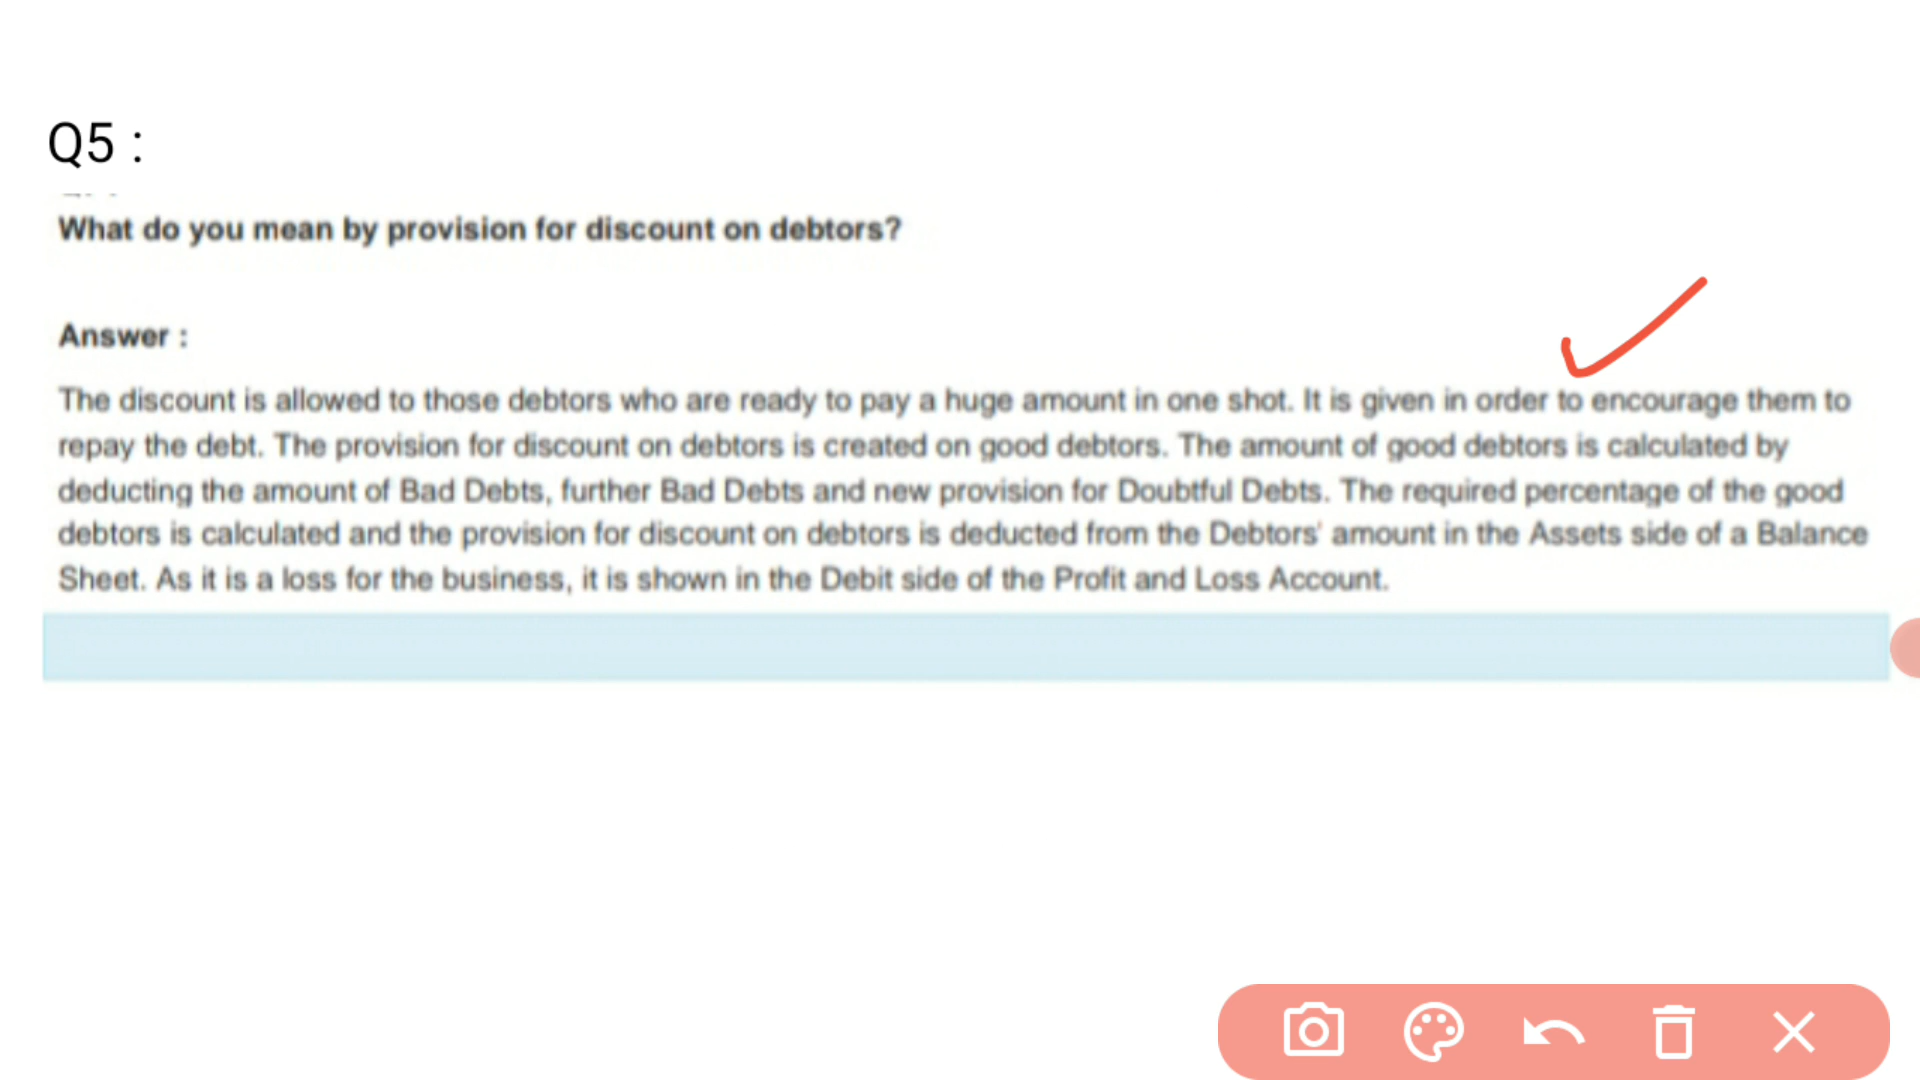 Q5 :
What do you mean by provision for discount on debtors?
Answer :
The discount is allowed to those debtors who are ready to pay a huge amount in one shot. It is given in order to encourage them to
repay the debt. The provision for discount on debtors is created on good debtors. The amount of good debtors is calculated by
deducting the amount of Bad Debts, further Bad Debts and new provision for Doubtful Debts. The required percentage of the good
debtors is calculated and the provision for discount on debtors is deducted from the Debtors' amount in the Assets side of a Balance
Sheet. As it is a loss for the business, it is shown in the Debit side of the Profit and Loss Account.